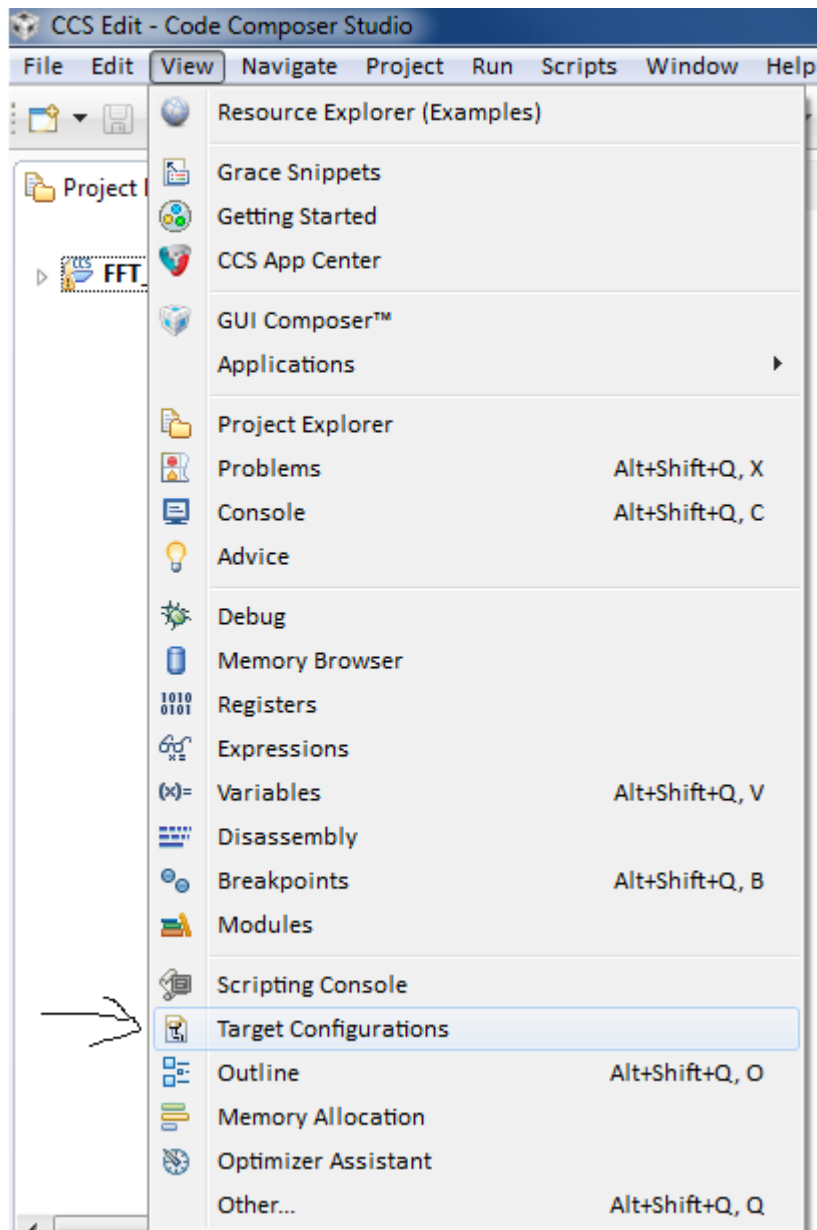 CCS Edit - Code Composer Studio
File Edit View Navigate Project Run Scripts Window Help
Resource Explorer (Examples)
Grace Snippets
Project
Getting Started
CCS App Center
FFT_
GUI Composer™
Applications
Project Explorer
Problems Alt+Shift+Q, X
Console Alt+Shift+Q, C
Advice
Debug
Memory Browser
1010
0101
Registers
Expressions
(x)= Variables Alt+Shift+Q, V
Disassembly
Breakpoints Alt+Shift+Q, B
Modules
Scripting Console
Target Configurations
Outline Alt+Shift+Q, O
Memory Allocation
Optimizer Assistant
Other... Alt+Shift+Q, Q